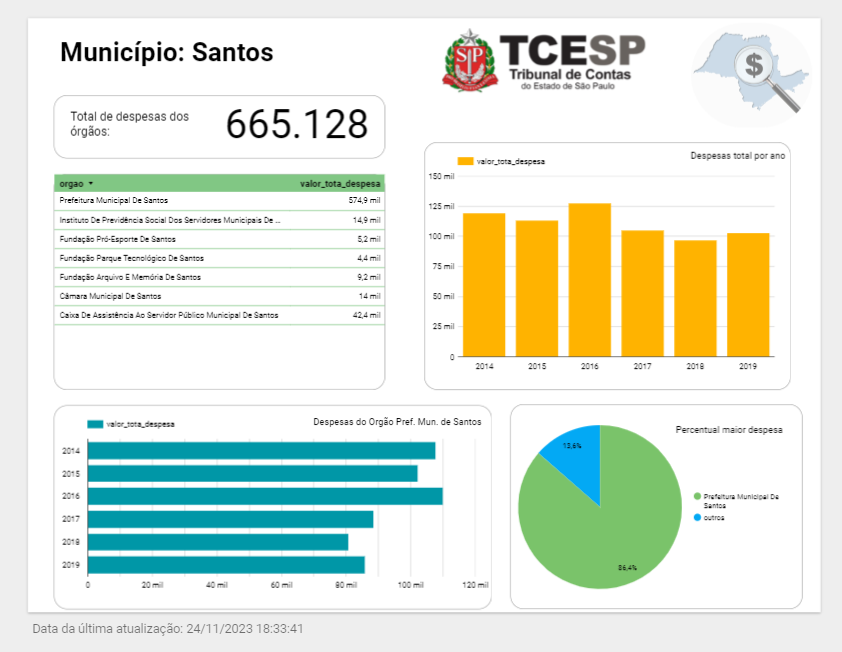 Município: Santos
TCESP
Tribunal de Contas
do Estado de São Paulo
SP
$
Total de despesas dos
órgãos:
665.128
orgao valor_tota_despesa
Prefeitura Municipal De Santos 574,9 mil
Instituto De Previdência Social Dos Servidores Municipais De ... 14,9 mil
Fundação Pró-Esporte De Santos 5,2 mil
Fundação Parque Tecnológico De Santos 4,4 mil
Fundação Arquivo E Memória De Santos 9,2 mil
Câmara Municipal De Santos 14 mil
Caixa De Assistência Ao Servidor Público Municipal De Santos 42,4 mil
Despesas total por ano
valor_tota_despesa
150 mil
125 mil
100 mil
75 mil
50 mil
25 mil
0
2014 2015 2016 2017 2018 2019
Despesas do Orgão Pref. Mun. de Santos
valor_tota_despesa
2014
2015
2016
2017
2018
2019
0 20 mil 40 mil 60 mil 80 mil 100 mil 120 mil
Percentual maior despesa
13,6%
86,4%
Prefeitura Municipal De
Santos
outros
Data da última atualização: 24/11/2023 18:33:41